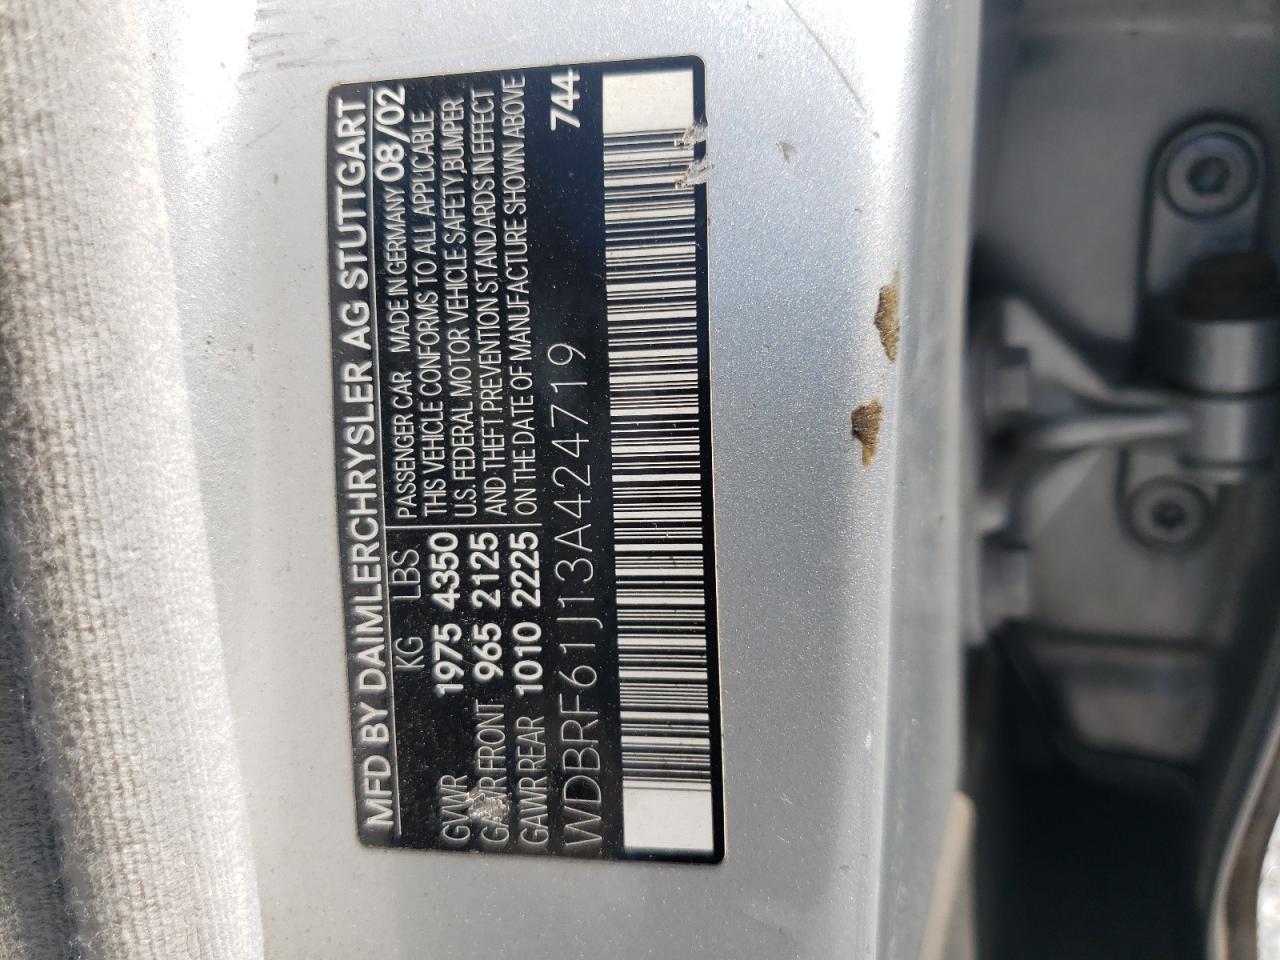 MFD BY DAIMLERCHRYSLER AG STUTTGART
KG LBS PASSENGER CAR MADE IN GERMANY 08/02
GVWR 1975 4350 THIS VEHICLE CONFORMS TO ALL APPLICABLE
U.S. FEDERAL MOTOR VEHICLE SAFETY,BUMPER
GAWR FRONT 965 2125 AND THEFT PREVENTION STANDARDS IN EFFECT
GAWR REAR 1010 2225 ON THE DATE OF MANUFACTURE SHOWN ABOVE
WDBRF61J13A424719 744